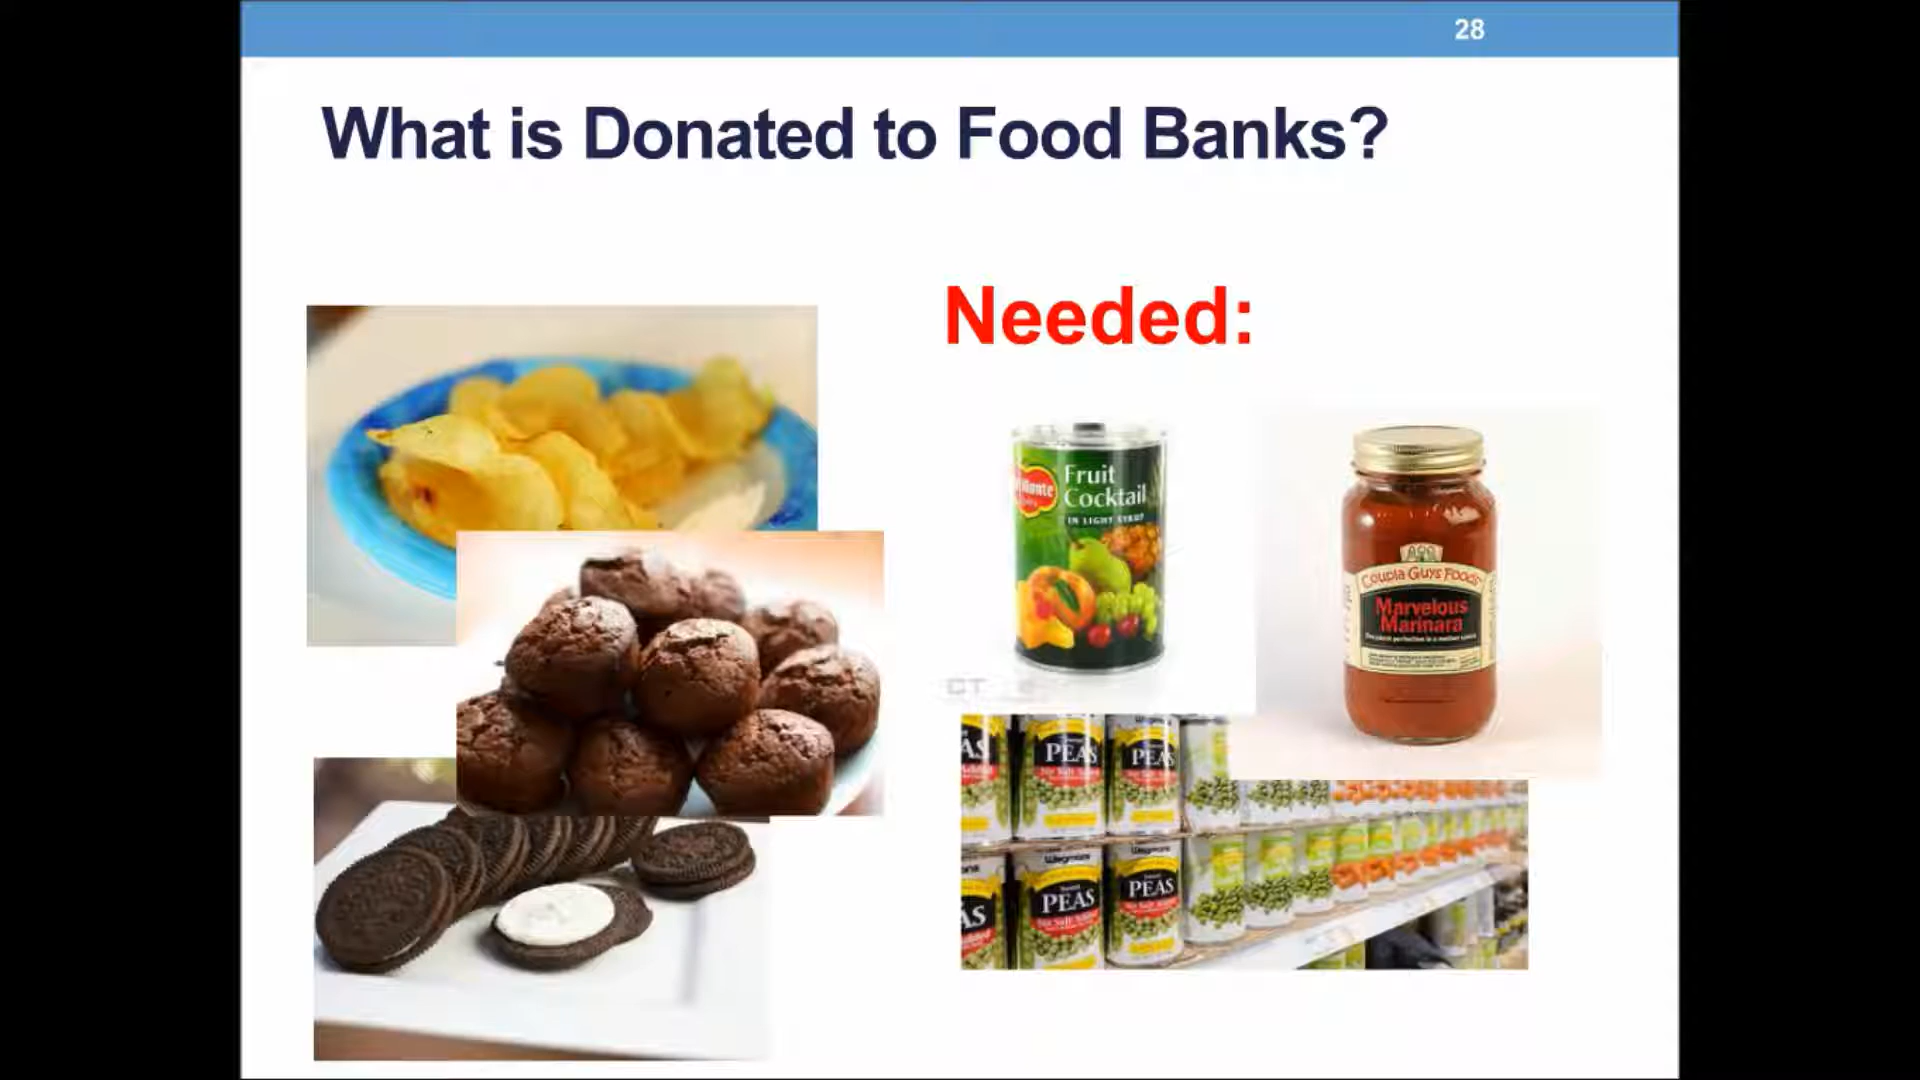 28
What is Donated to Food Banks?
Needed:
Fruit
Cocktail
IN LIGHT SYRUP
Coupla Guys Foods
Marvelous
Marinara
PEAS
PEAS
Wegmans
PEAS
PEAS